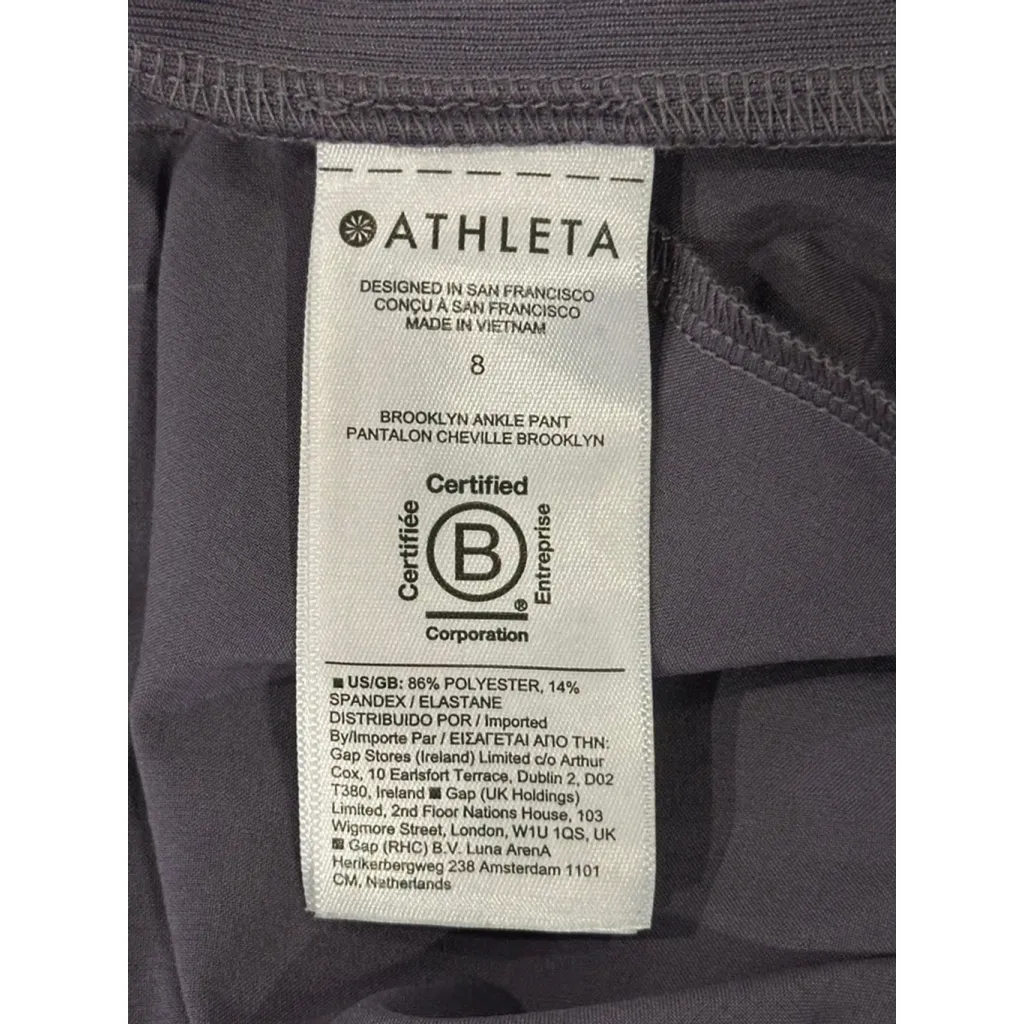 ATHLETA
DESIGNED IN SAN FRANCISCO
CONÇU À SAN FRANCISCO
MADE IN VIETNAM
8
BROOKLYN ANKLE PANT
PANTALON CHEVILLE BROOKLYN
Certified
Certifiée
B
Entreprise
®
Corporation
US/GB: 86% POLYESTER, 14%
SPANDEX / ELASTANE
DISTRIBUIDO POR / Imported
By/Importe Par / ΕΙΣΑΓΕΤΑΙ ΑΠΟ ΤΗΝ:
Gap Stores (Ireland) Limited c/o Arthur
Cox, 10 Earlsfort Terrace, Dublin 2, D02
T380, Ireland ■ Gap (UK Holdings)
Limited, 2nd Floor Nations House, 103
Wigmore Street, London, W1U 1QS, UK
■ Gap (RHC) B.V. Luna ArenA
Herikerbergweg 238 Amsterdam 1101
CM, Netherlands